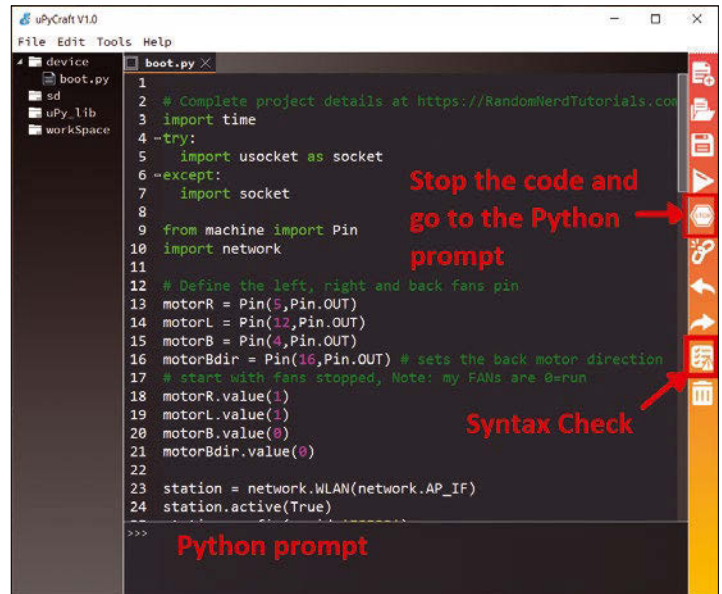 uPyCraft V1.0
File Edit Tools Help
device
boot.py
sd
uPy_lib
workSpace
boot.py
1
2 # Complete project details at https://RandomNerdTutorials.com
3 import time
4 try:
5 import usocket as socket
6 except:
7 import socket
8
9 from machine import Pin
10 import network
11
12 # Define the left, right and back fans pin
13 motorR = Pin(5,Pin.OUT)
14 motorL = Pin(12,Pin.OUT)
15 motorB = Pin(4,Pin.OUT)
16 motorBdir = Pin(16,Pin.OUT) # sets the back motor direction
17 # start with fans stopped, Note: my FANs are 0=run
18 motorR.value(1)
19 motorL.value(1)
20 motorB.value(0)
21 motorBdir.value(0)
22
23 station = network.WLAN(network.AP_IF)
24 station.active(True)
>>>
Stop the code and
go to the Python
prompt
STOP
Syntax Check
Python prompt